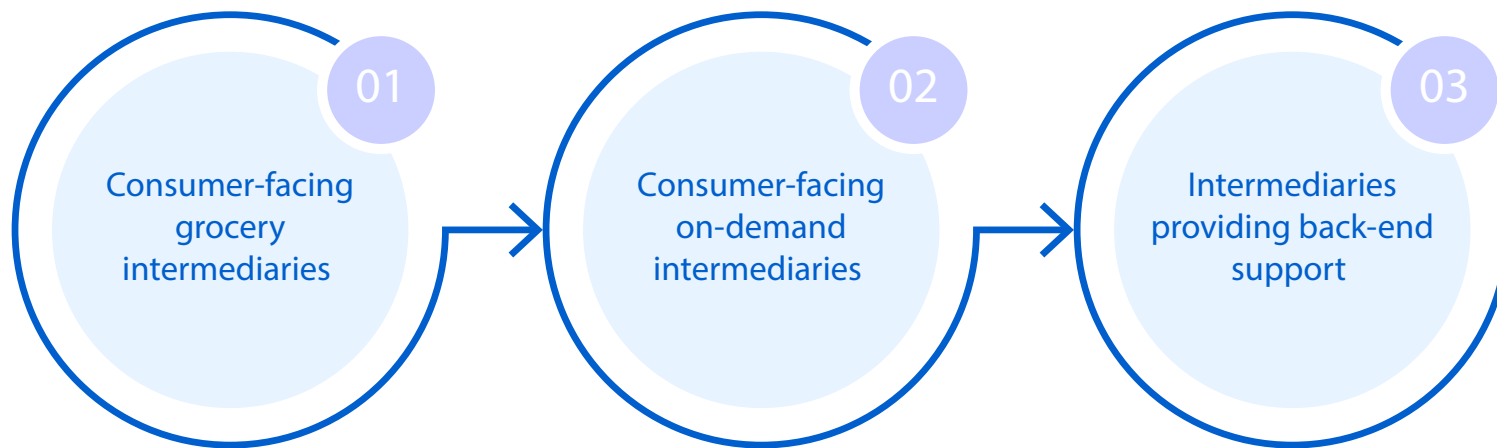 01
Consumer-facing
grocery
intermediaries
02
Consumer-facing
on-demand
intermediaries
03
Intermediaries
providing back-end
support